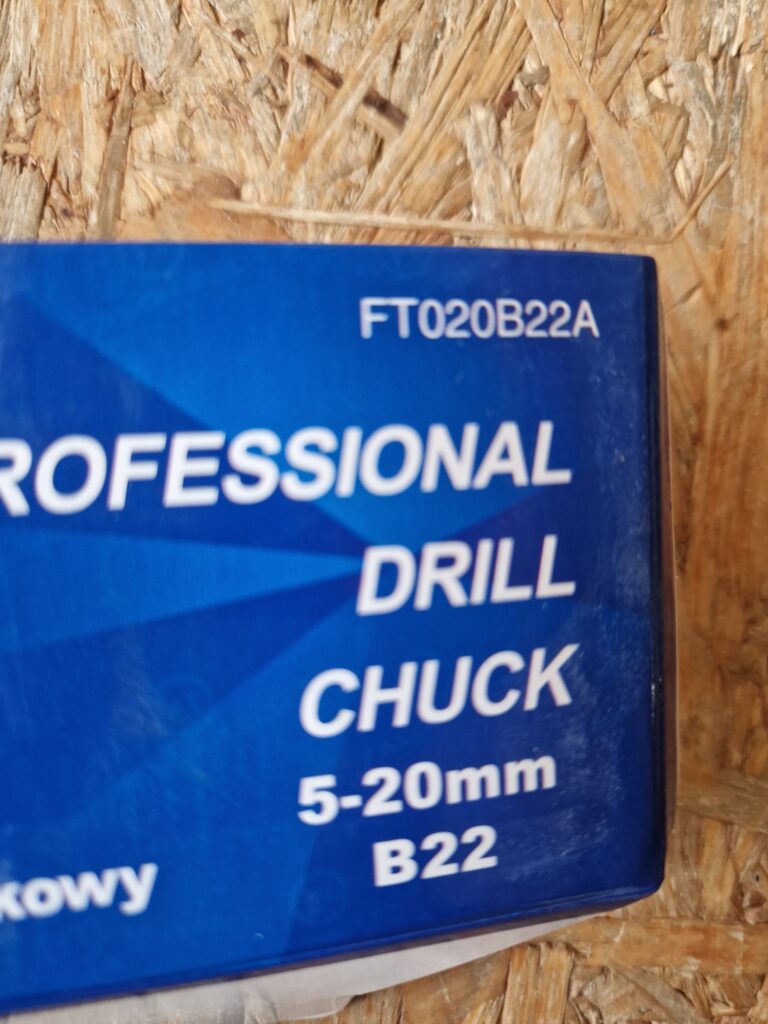 FT020B22A
ROFESSIONAL
DRILL
CHUCK
5-20mm
B22
kowy